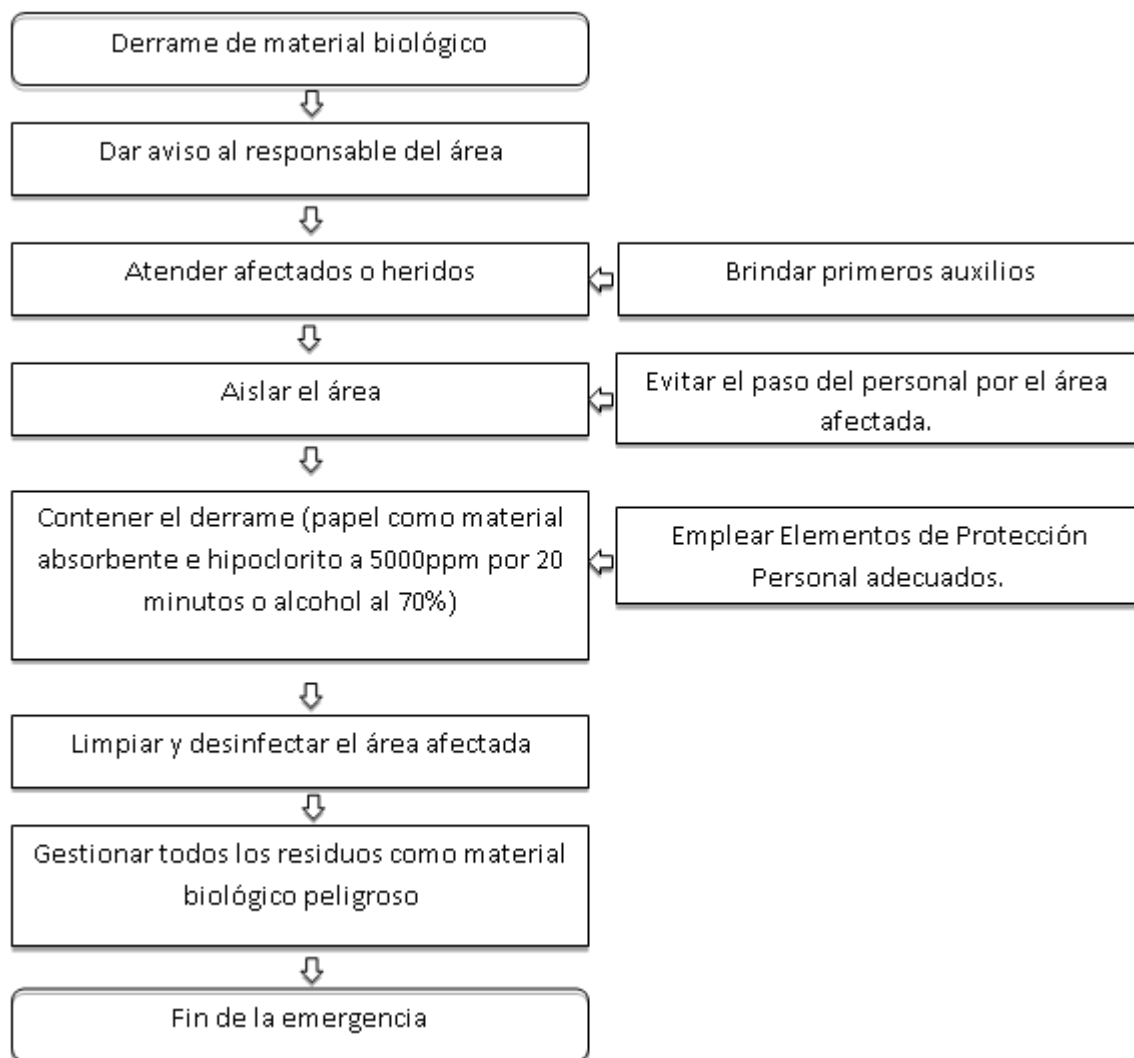 Derrame de material biológico
Dar aviso al responsable del área
Atender afectados o heridos
Brindar primeros auxilios
Aislar el área
Evitar el paso del personal por el área
afectada.
Contener el derrame (papel como material
absorbente e hipoclorito a 5000ppm por 20
minutos o alcohol al 70%)
Emplear Elementos de Protección
Personal adecuados.
Limpiar y desinfectar el área afectada
Gestionar todos los residuos como material
biológico peligroso
Fin de la emergencia